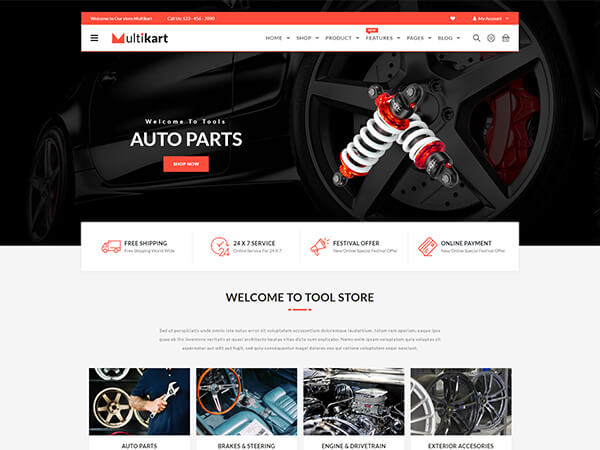 Welcome to Our store Multikart
Call Us: 123 - 456 - 7890
My Account
Multikart
HOME
SHOP
PRODUCT
NEW
FEATURES
PAGES
BLOG
Welcome To Tools
AUTO PARTS
SHOP NOW
FREE SHIPPING
Free Shipping World Wide
24 X 7 SERVICE
Online Service For 24 X 7
FESTIVAL OFFER
New Online Special Festival Offer
ONLINE PAYMENT
New Online Special Festival Offer
24
WELCOME TO TOOL STORE
Sed ut perspiciatis unde omnis iste natus error sit voluptatem accusantium doloremque laudantium, totam rem aperiam, eaque ipsa
quae ab illo inventore veritatis et quasi architecto beatae vitae dicta sunt explicabo. Nemo enim ipsam voluptatem quia voluptas sit
aspernatur aut odit aut fugit, sed quia consequuntur magni dolores eos qui ratione voluptatem sequi nesciunt.
AUTO PARTS
BRAKES & STEERING
ENGINE & DRIVETRAIN
EXTERIOR ACCESORIES